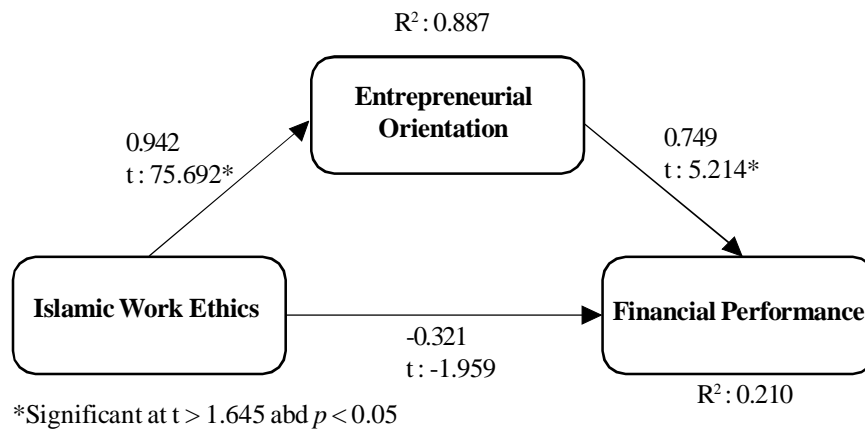 R²: 0.887
Entrepreneurial
Orientation
0.942
t: 75.692*
0.749
t: 5.214*
Islamic Work Ethics
Financial Performance
-0.321
t: -1.959
R²: 0.210
*Significant at t > 1.645 abd p < 0.05